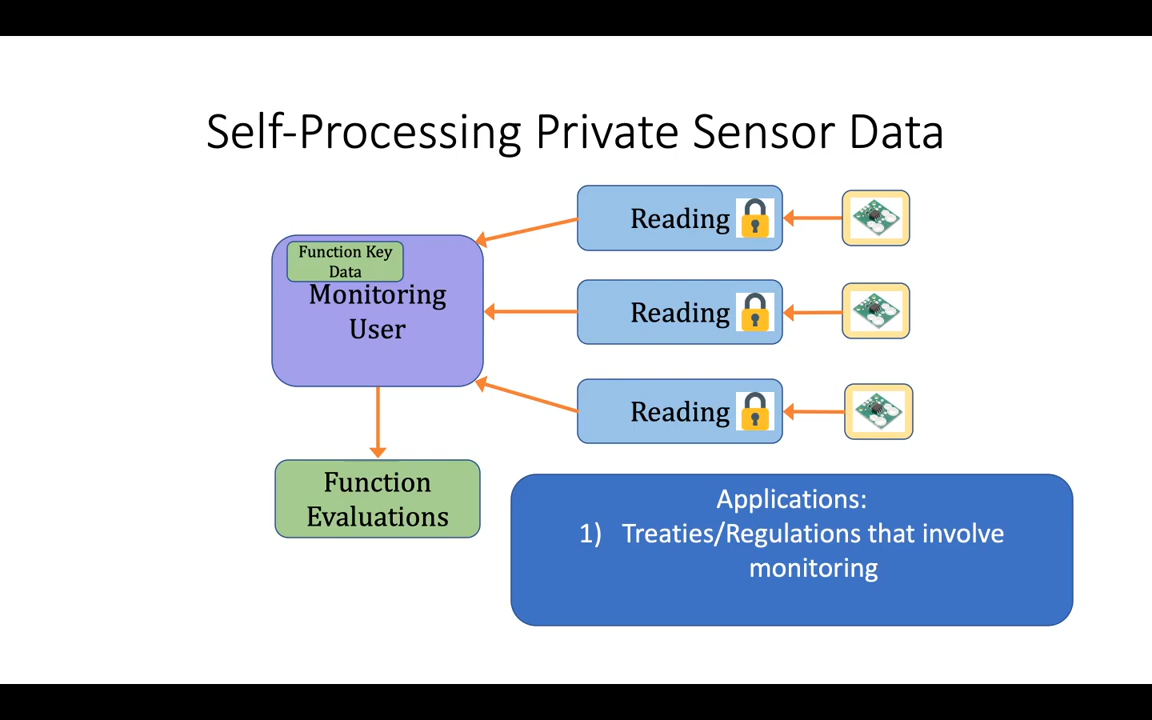 Self-Processing Private Sensor Data
Function Key
Data
Monitoring
User
Reading
Reading
Reading
Function
Evaluations
Applications:
1) Treaties/Regulations that involve
monitoring